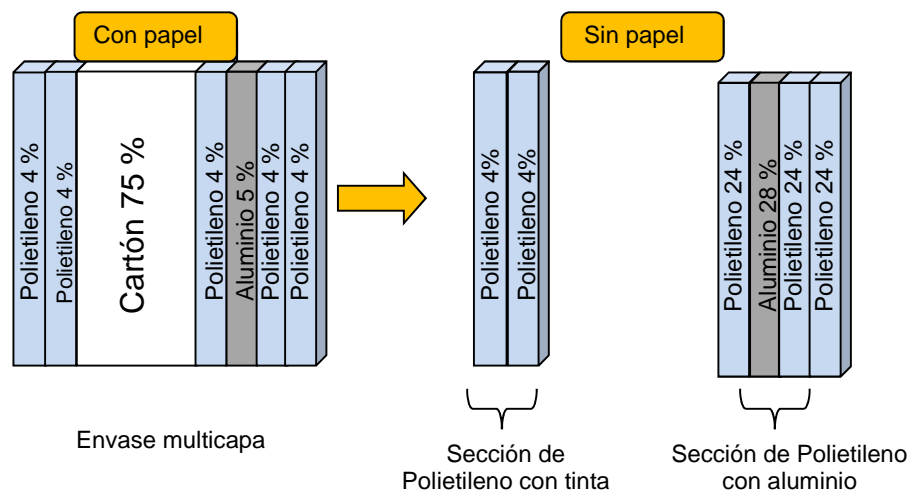 Con papel
Sin papel
Polietileno 4 %
Polietileno 4 %
Cartón 75 %
Polietileno 4 %
Aluminio 5 %
Polietileno 4 %
Polietileno 4 %
Polietileno 4%
Polietileno 4%
Polietileno 24 %
Aluminio 28 %
Polietileno 24 %
Polietileno 24 %
Envase multicapa
Sección de
Polietileno con tinta
Sección de Polietileno
con aluminio